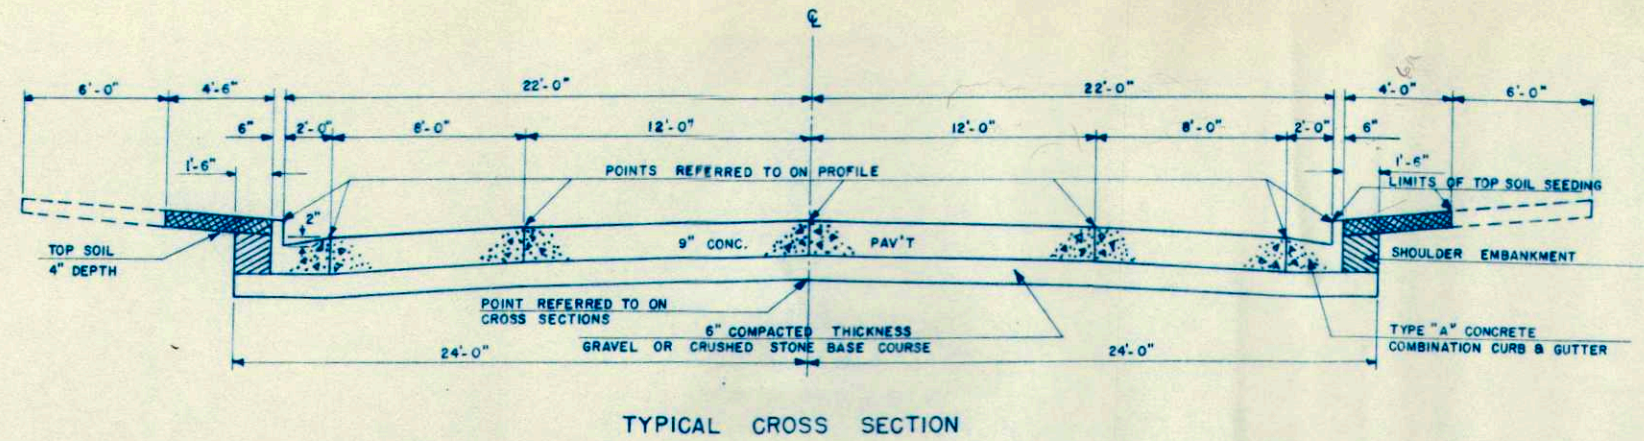 ℄
6'-0" 4'-6" 22'-0" 22'-0" 4'-0" 6'-0"
6" 2'-0" 8'-0" 12'-0" 12'-0" 8'-0" 2'-0" 6"
1'-6" POINTS REFERRED TO ON PROFILE 1'-6"
LIMITS OF TOP SOIL SEEDING
2"
TOP SOIL
4" DEPTH
9" CONC. PAV'T
SHOULDER EMBANKMENT
POINT REFERRED TO ON
CROSS SECTIONS
6" COMPACTED THICKNESS
GRAVEL OR CRUSHED STONE BASE COURSE
TYPE "A" CONCRETE
COMBINATION CURB & GUTTER
24'-0" 24'-0"
TYPICAL CROSS SECTION